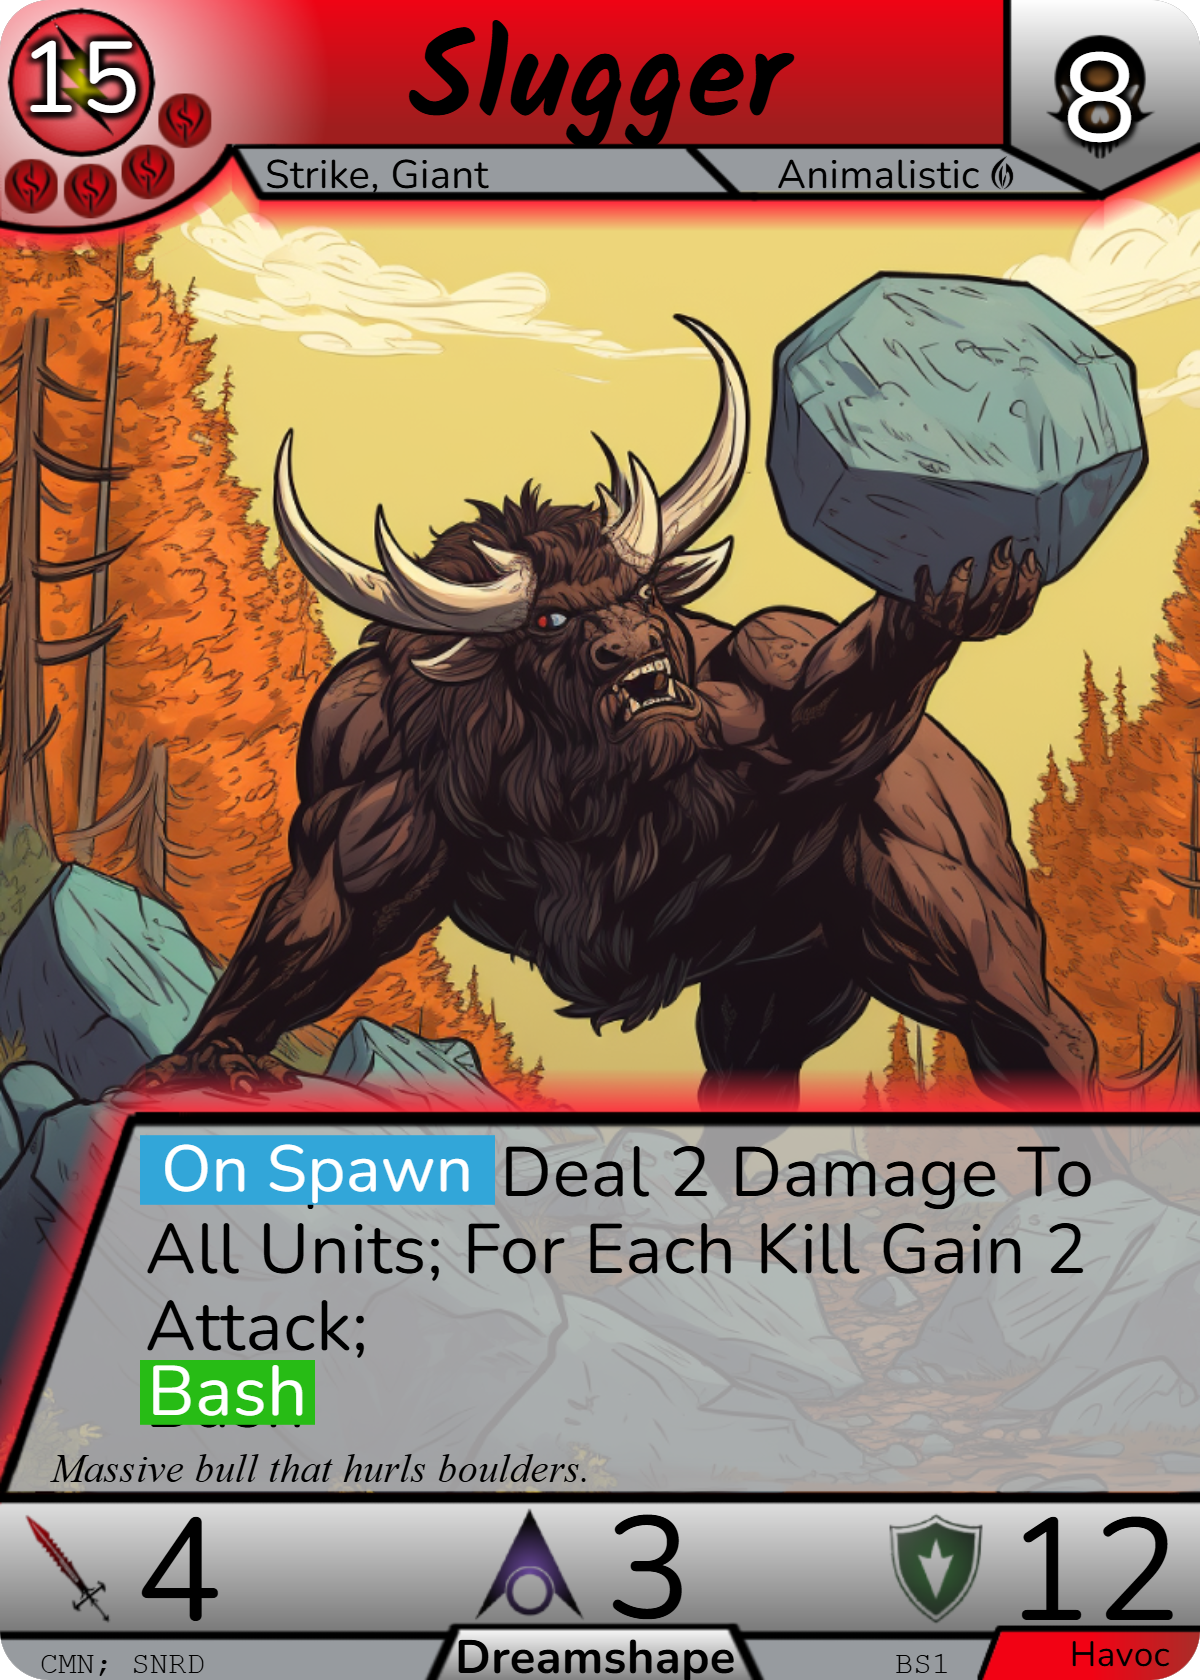 15
Slugger
8
Strike, Giant
Animalistic
On Spawn Deal 2 Damage To
All Units; For Each Kill Gain 2
Attack;
Bash
Massive bull that hurls boulders.
4
3
12
CMN; SNRD
Dreamshape
BS1
Havoc